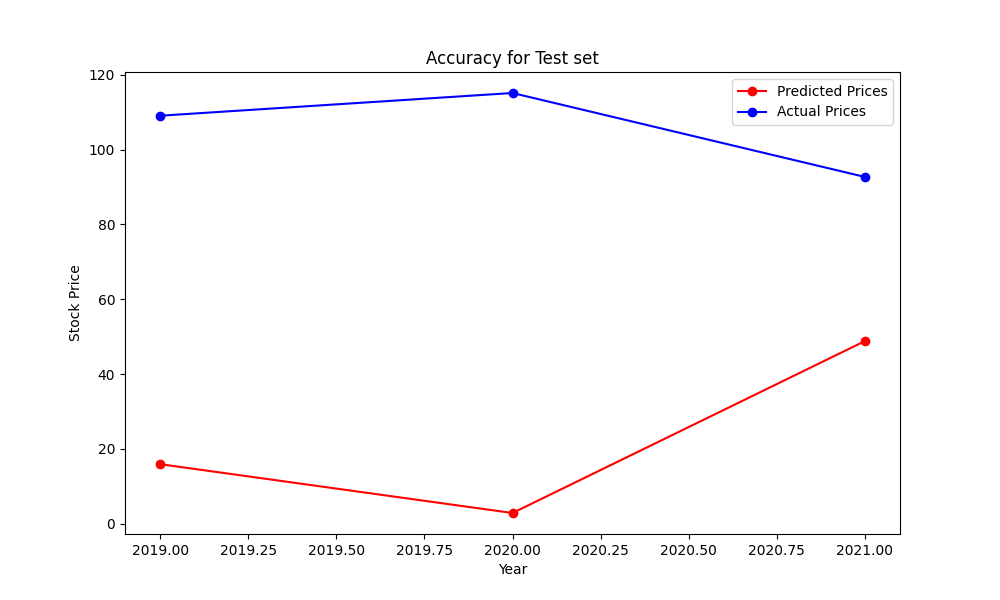 Accuracy for Test set
Predicted Prices
Actual Prices
120
100
80
60
40
20
0
Stock Price
2019.00 2019.25 2019.50 2019.75 2020.00 2020.25 2020.50 2020.75 2021.00
Year